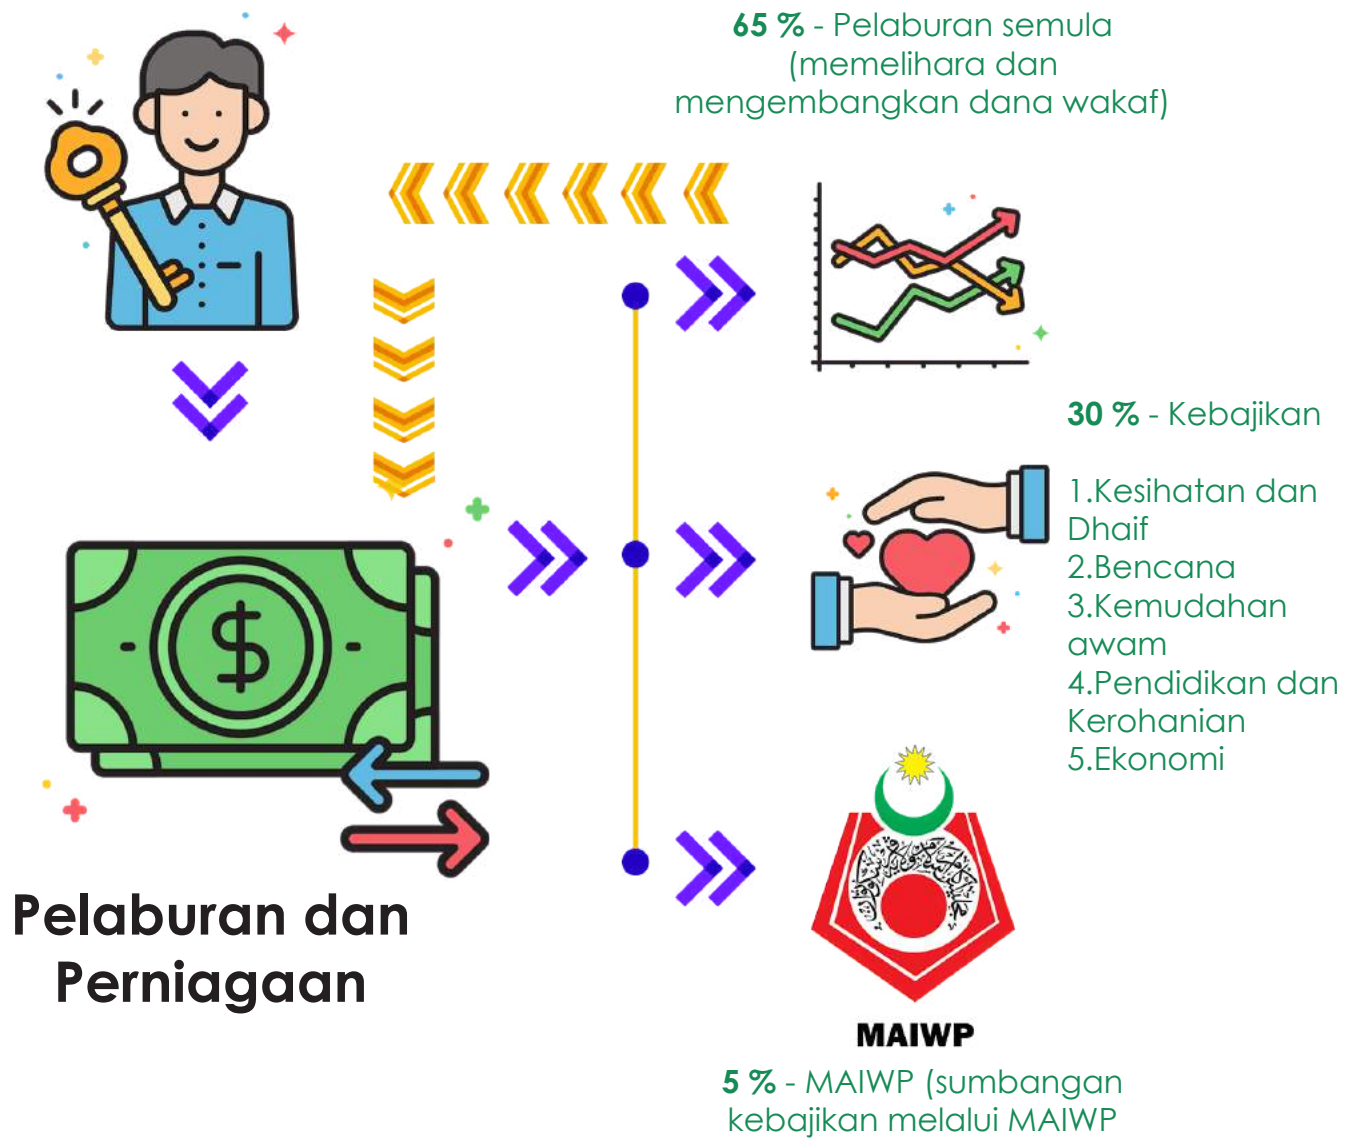 65 % - Pelaburan semula
(memelihara dan
mengembangkan dana wakaf)
30 % - Kebajikan
1.Kesihatan dan
Dhaif
2.Bencana
3.Kemudahan
awam
4.Pendidikan dan
Kerohanian
5.Ekonomi
$
Pelaburan dan
Perniagaan
MAIWP
5 % - MAIWP (sumbangan
kebajikan melalui MAIWP